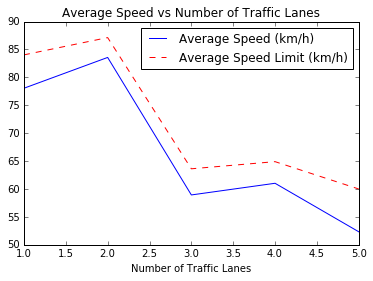 Average Speed vs Number of Traffic Lanes
90
85
80
75
70
65
60
55
50
Average Speed (km/h)
Average Speed Limit (km/h)
1.0 1.5 2.0 2.5 3.0 3.5 4.0 4.5 5.0
Number of Traffic Lanes